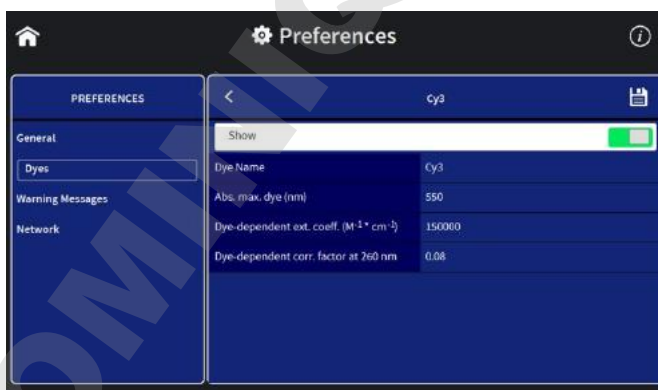 Preferences
i
PREFERENCES
Cy3
Show
General
Dye Name Cy3
Dyes
Abs. max. dye (nm) 550
Warning Messages
Dye-dependent ext. coeff. (M-1 * cm-1) 150000
Network
Dye-dependent corr. factor at 260 nm 0.08